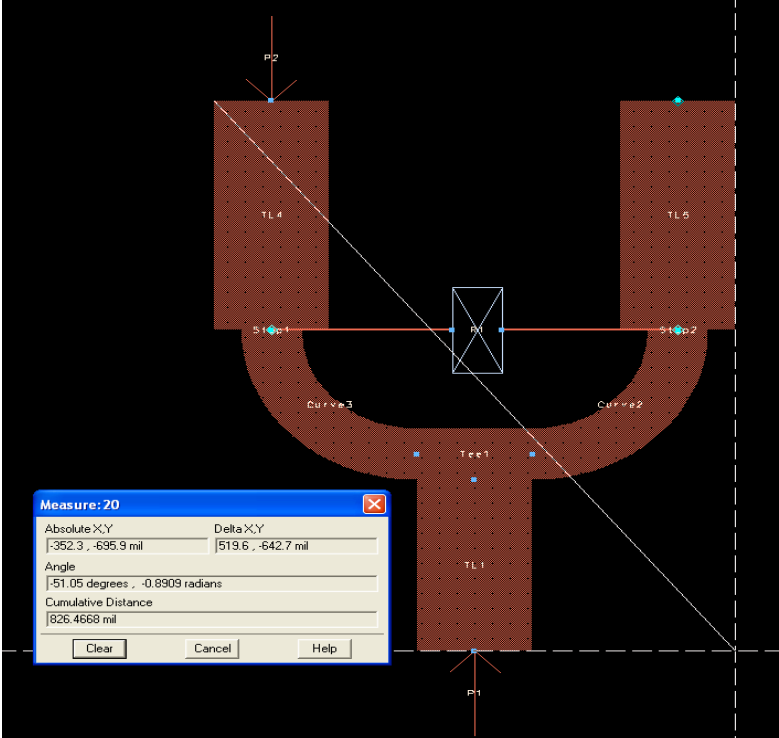 P2
TL4
TL5
Step1
R1
Step2
Curve3
Curve2
Tee1
TL1
P1
Measure:20
Absolute X,Y
Delta X,Y
-352.3 , -695.9 mil
519.6 , -642.7 mil
Angle
-51.05 degrees , -0.8909 radians
Cumulative Distance
826.4668 mil
Clear
Cancel
Help